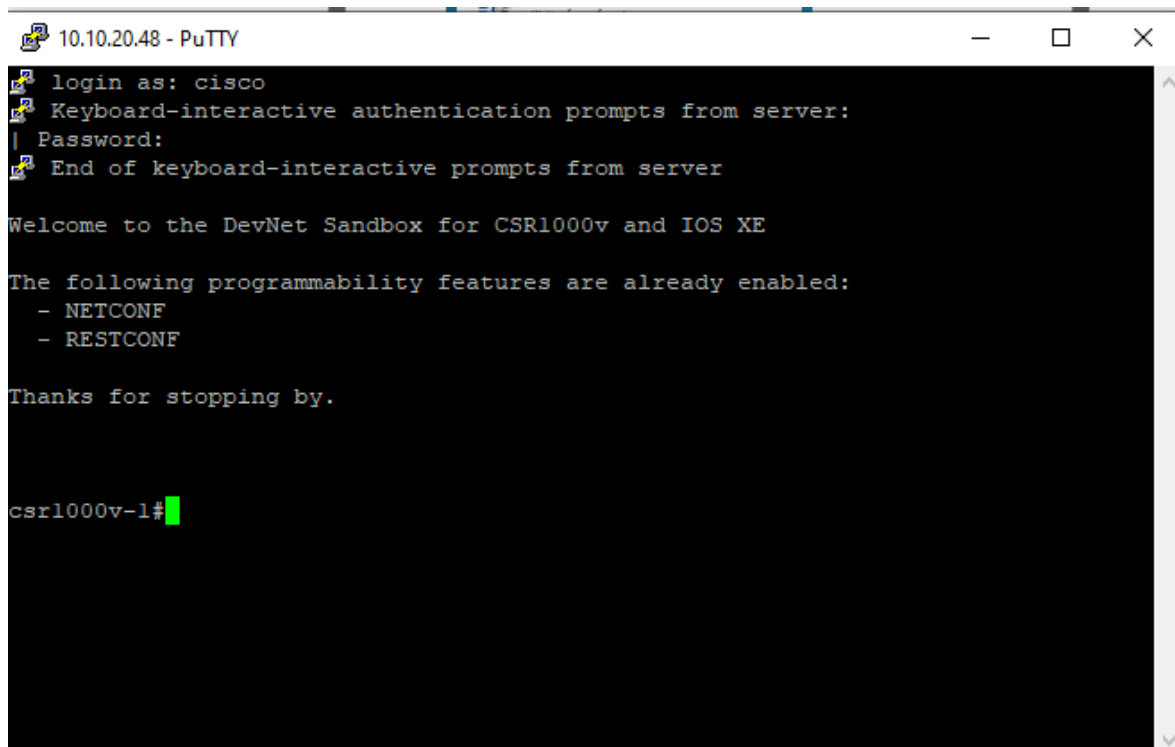 10.10.20.48 - PuTTY
login as: cisco
Keyboard-interactive authentication prompts from server:
| Password:
End of keyboard-interactive prompts from server
Welcome to the DevNet Sandbox for CSR1000v and IOS XE
The following programmability features are already enabled:
- NETCONF
- RESTCONF
Thanks for stopping by.
csr1000v-1#